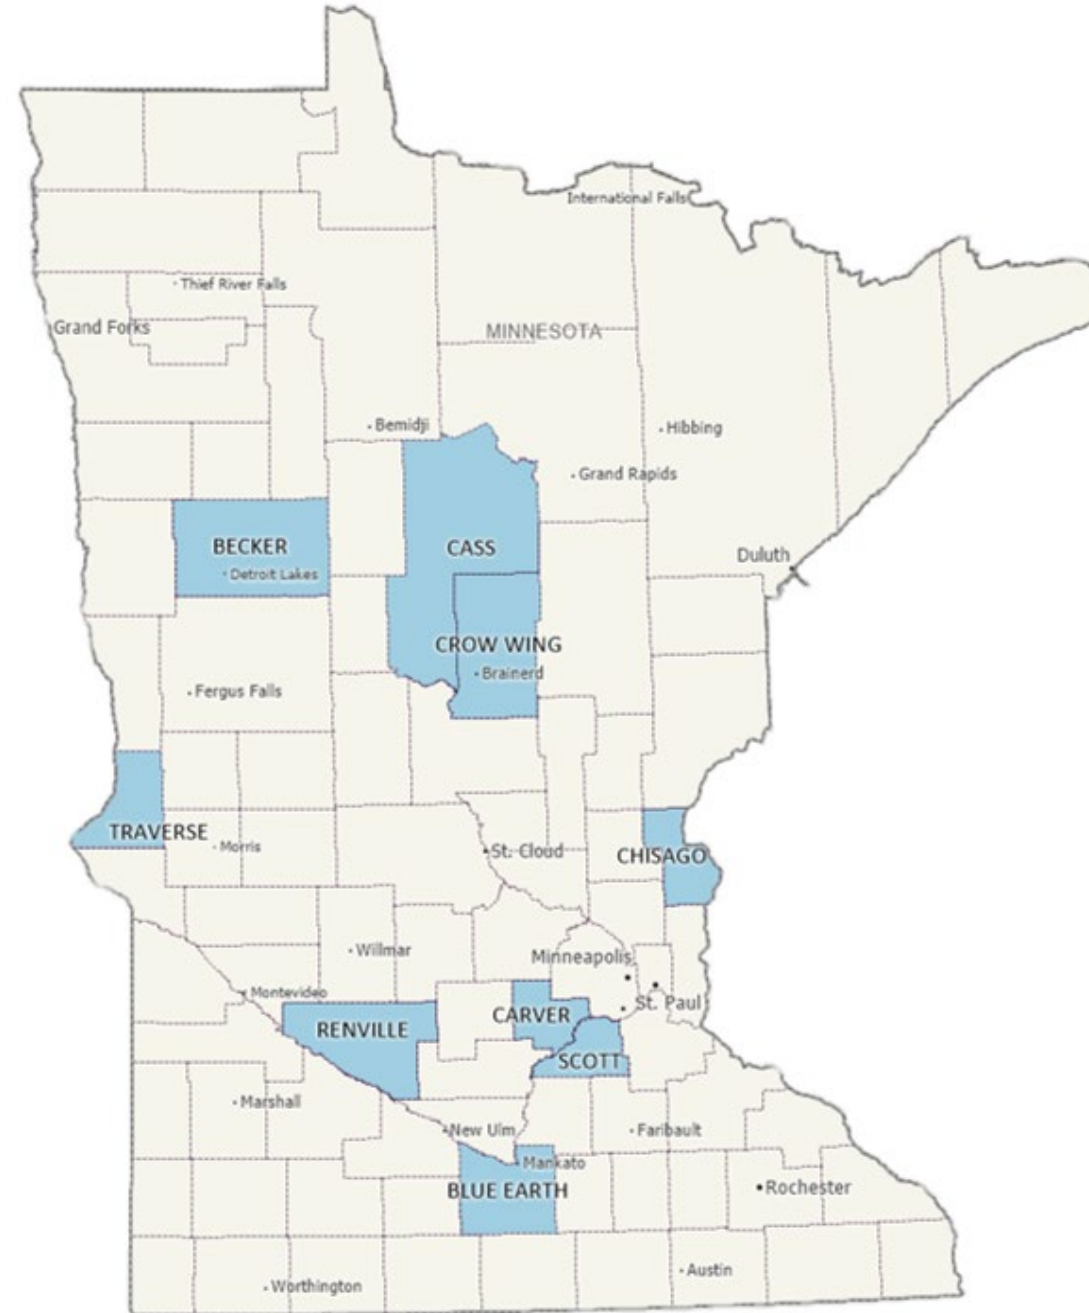 International Falls
Thief River Falls
Grand Forks
MINNESOTA
Bemidji
Hibbing
Grand Rapids
BECKER
CASS
Duluth
Detroit Lakes
CROW WING
Brainerd
Fergus Falls
TRAVERSE
Morris
St. Cloud
CHISAGO
Willmar
Minneapolis
Montevideo
St. Paul
CARVER
RENVILLE
SCOTT
Marshall
New Ulm
Faribault
Mankato
BLUE EARTH
Rochester
Austin
Worthington